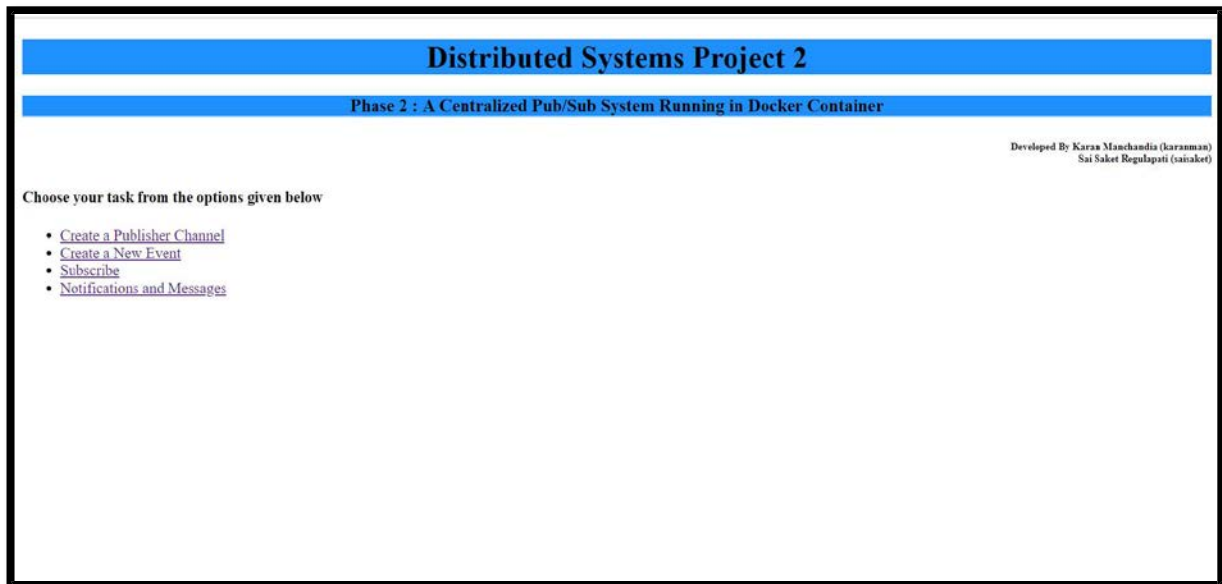 Distributed Systems Project 2
Phase 2 : A Centralized Pub/Sub System Running in Docker Container
Developed By Karan Manchandia (karanman)
Sai Saket Regulapati (saisaket)
Choose your task from the options given below
Create a Publisher Channel
Create a New Event
Subscribe
Notifications and Messages